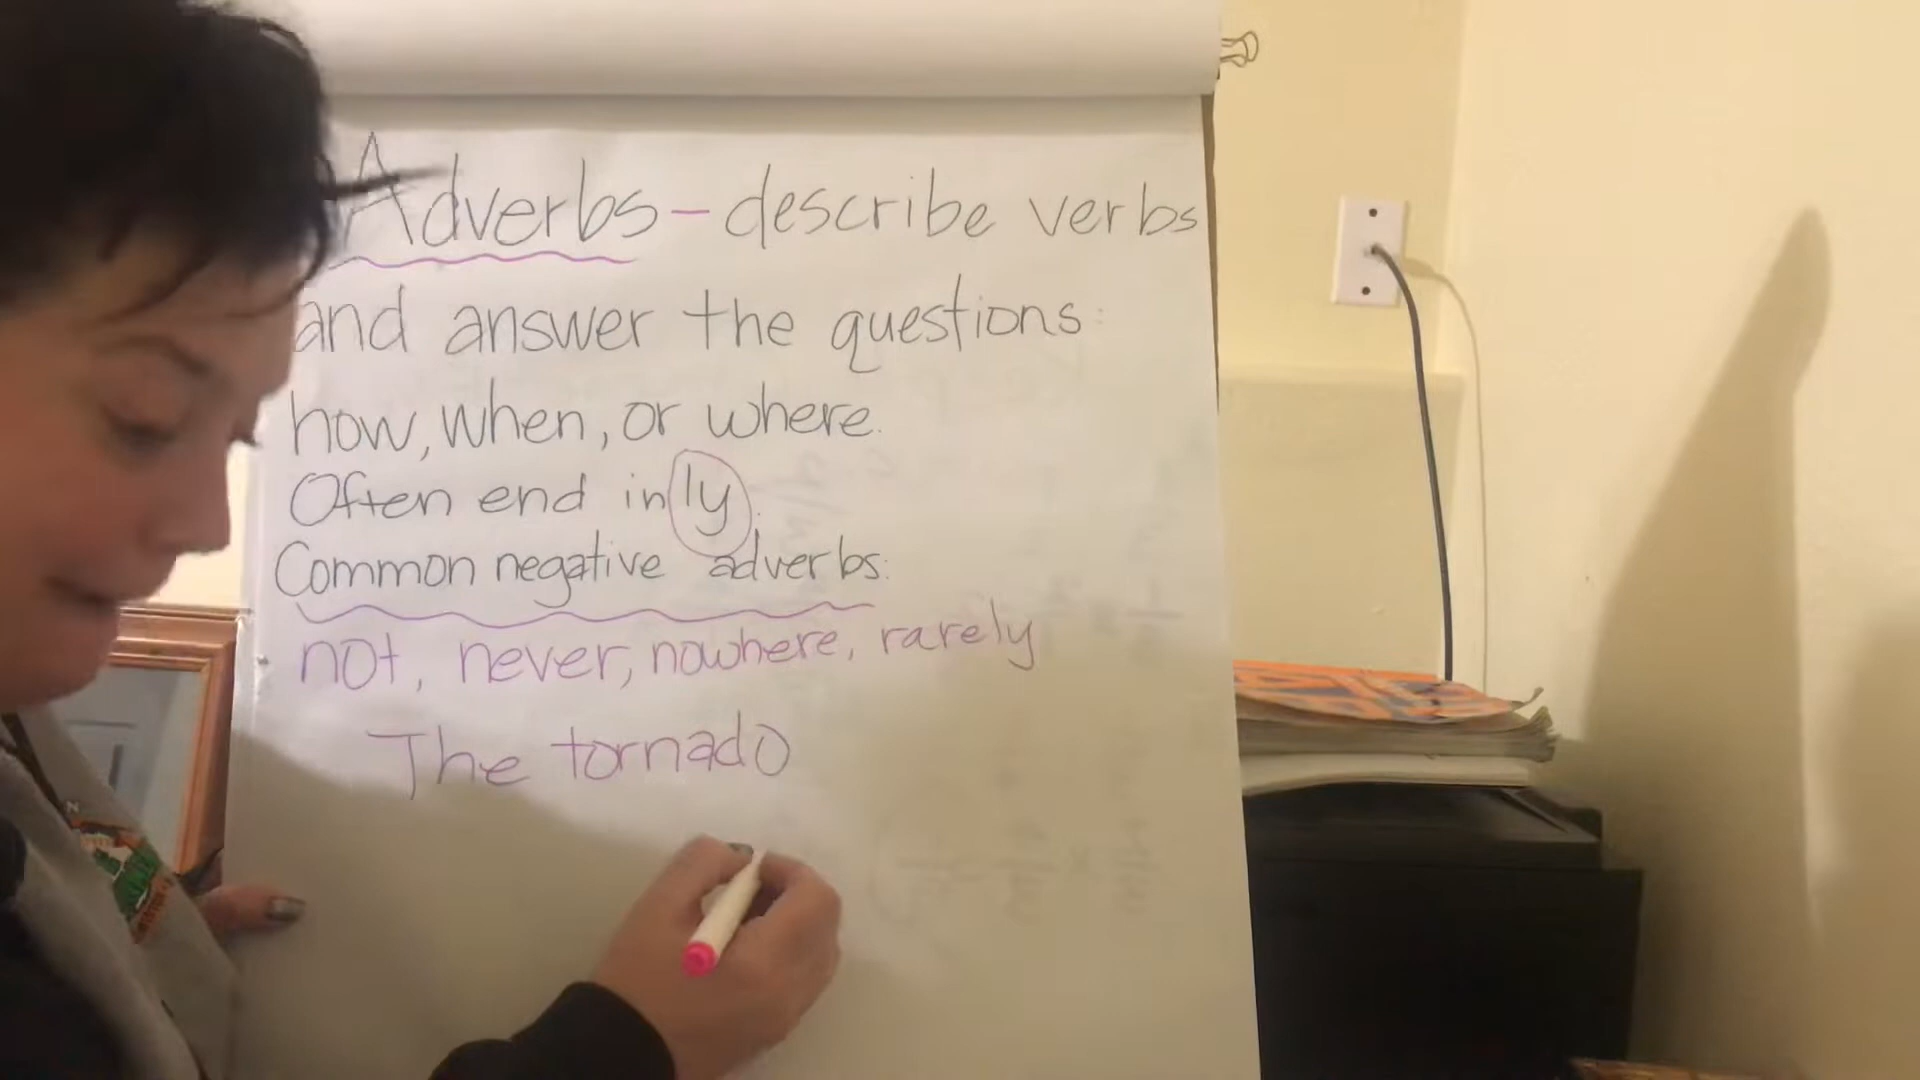 Adverbs - describe verbs
and answer the questions:
how, when, or where.
Often end in ly.
Common negative adverbs:
not, never, nowhere, rarely
The tornado